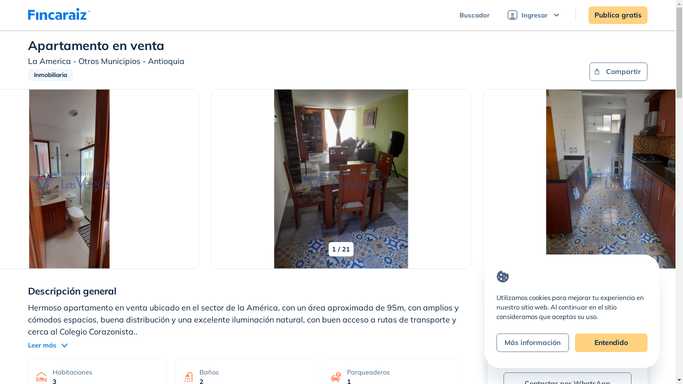 Fincaraiz
Buscador
Ingresar
Publica gratis
Apartamento en venta
La America - Otros Municipios - Antioquia
Inmobiliaria
Compartir
1 / 21
Descripción general
Hermoso apartamento en venta ubicado en el sector de la América, con un área aproximada de 95m, con amplios y
cómodos espacios, buena distribución y una excelente iluminación natural, con buen acceso a rutas de transporte y
cerca al Colegio Corazonista..
Leer más
Habitaciones
3
Baños
2
Parqueaderos
1
Utilizamos cookies para mejorar tu experiencia en
nuestro sitio web. Al continuar en el sitio
consideramos que aceptas su uso.
Más información
Entendido
Contactar por WhatsApp